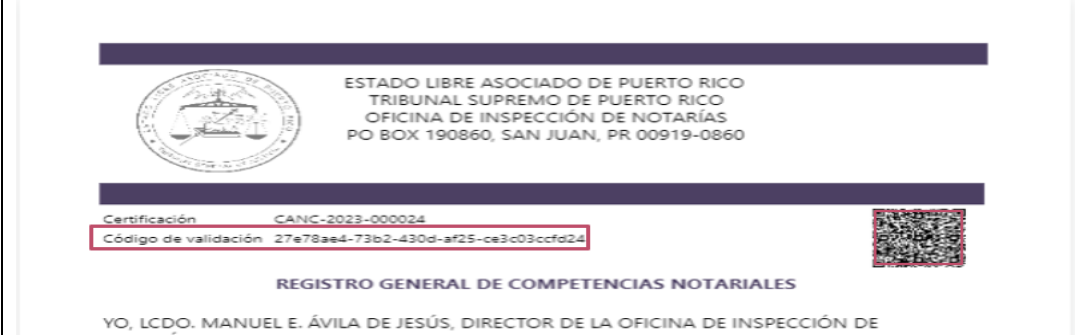 ESTADO LIBRE ASOCIADO DE PUERTO RICO
TRIBUNAL SUPREMO DE PUERTO RICO
OFICINA DE INSPECCIÓN DE NOTARÍAS
PO BOX 190860, SAN JUAN, PR 00919-0860
Certificación CANC-2023-000024
Código de validación 27e78ae4-73b2-430d-af25-ce3c03ccfd24
REGISTRO GENERAL DE COMPETENCIAS NOTARIALES
YO, LCDO. MANUEL E. ÁVILA DE JESÚS, DIRECTOR DE LA OFICINA DE INSPECCIÓN DE